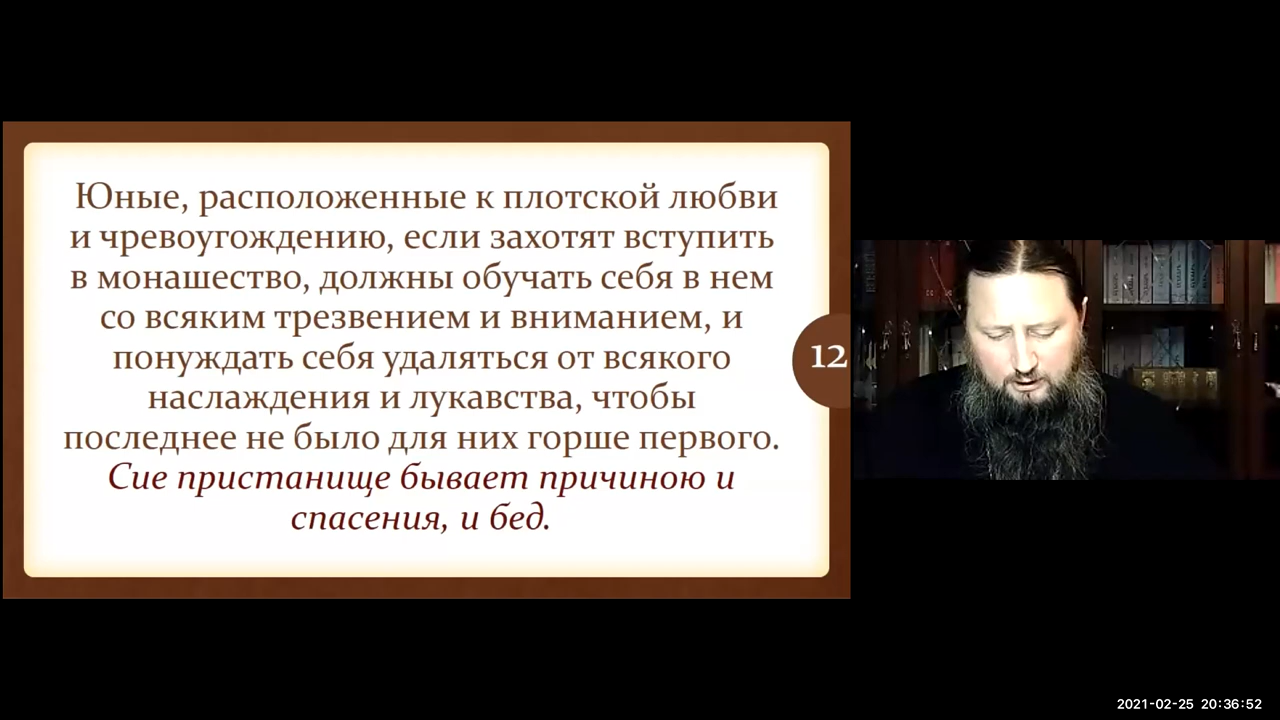 Юные, расположенные к плотской любви
и чревоугождению, если захотят вступить
в монашество, должны обучать себя в нем
со всяким трезвением и вниманием, и
понуждать себя удаляться от всякого
наслаждения и лукавства, чтобы
последнее не было для них горше первого.
Сие пристанище бывает причиною и
спасения, и бед.
12
2021-02-25 20:36:52